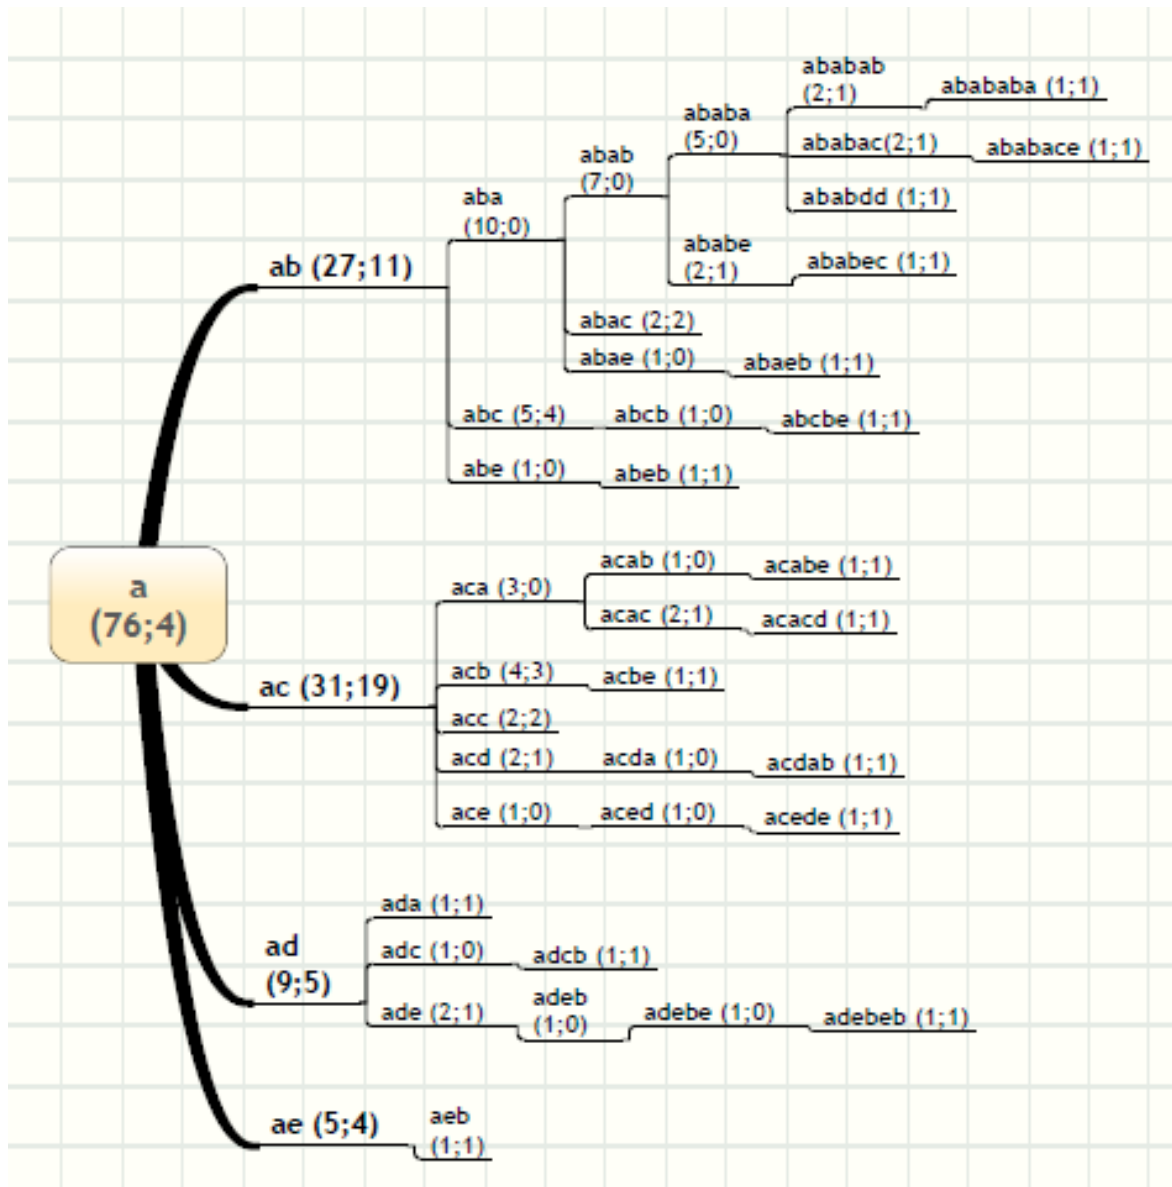 a
(76;4)
ab (27;11)
aba
(10;0)
abab
(7;0)
ababa
(5;0)
ababab
(2;1)
abababa (1;1)
ababac(2;1)
ababace (1;1)
ababdd (1;1)
ababe
(2;1)
ababec (1;1)
abac (2;2)
abae (1;0)
abaeb (1;1)
abc (5;4)
abcb (1;0)
abcbe (1;1)
abe (1;0)
abeb (1;1)
ac (31;19)
aca (3;0)
acab (1;0)
acabe (1;1)
acac (2;1)
acacd (1;1)
acb (4;3)
acbe (1;1)
acc (2;2)
acd (2;1)
acda (1;0)
acdab (1;1)
ace (1;0)
aced (1;0)
acede (1;1)
ad
(9;5)
ada (1;1)
adc (1;0)
adcb (1;1)
ade (2;1)
adeb
(1;0)
adebe (1;0)
adebeb (1;1)
ae (5;4)
aeb
(1;1)